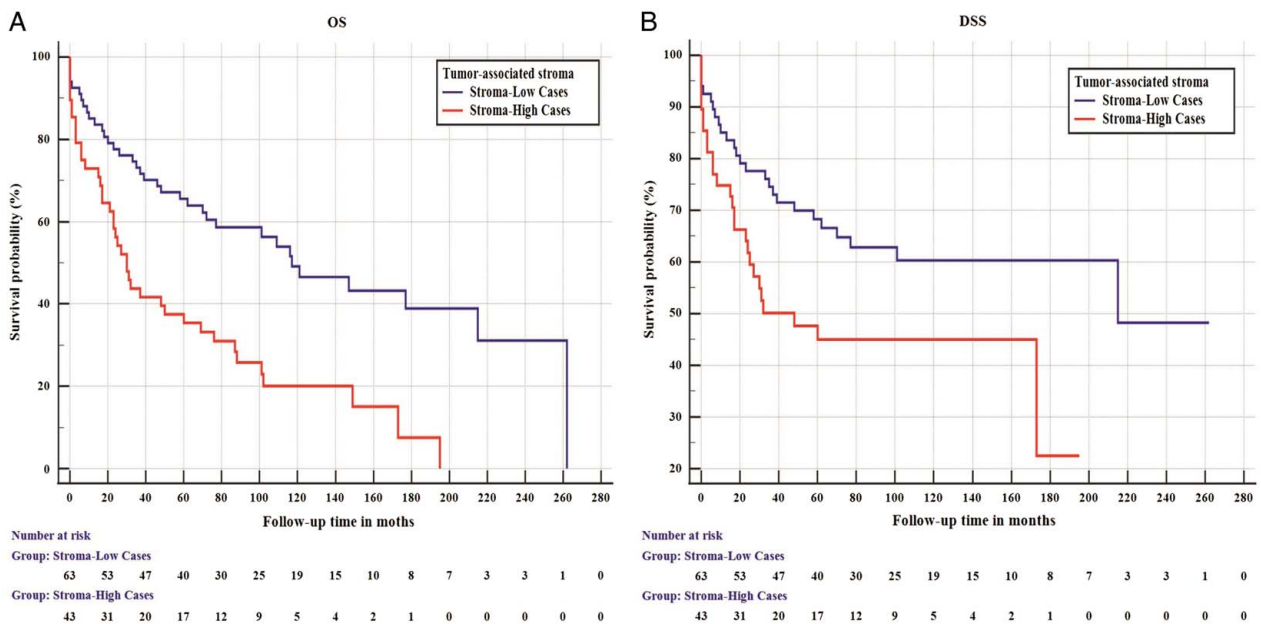 A
OS
Survival probability (%)
100
80
60
40
20
0
Tumor-associated stroma
Stroma-Low Cases
Stroma-High Cases
0 20 40 60 80 100 120 140 160 180 200 220 240 260 280
Follow-up time in moths
Number at risk
Group: Stroma-Low Cases
63 53 47 40 30 25 19 15 10 8 7 3 3 1 0
Group: Stroma-High Cases
43 31 20 17 12 9 5 4 2 1 0 0 0 0 0
B
DSS
Survival probability (%)
100
90
80
70
60
50
40
30
20
Tumor-associated stroma
Stroma-Low Cases
Stroma-High Cases
0 20 40 60 80 100 120 140 160 180 200 220 240 260 280
Follow-up time in months
Number at risk
Group: Stroma-Low Cases
63 53 47 40 30 25 19 15 10 8 7 3 3 1 0
Group: Stroma-High Cases
43 31 20 17 12 9 5 4 2 1 0 0 0 0 0